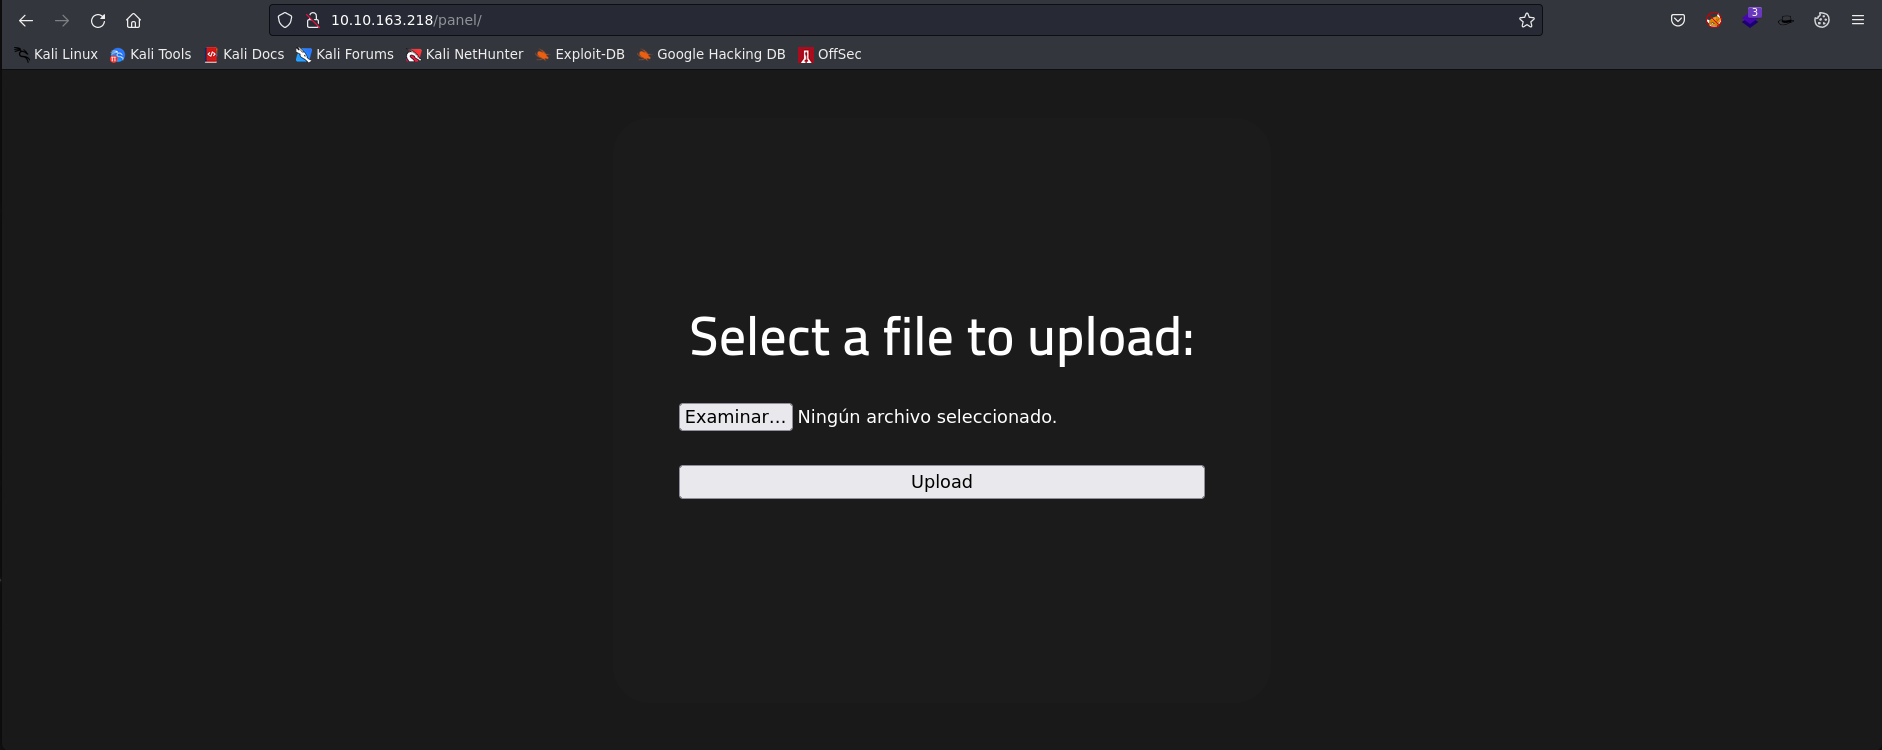 10.10.163.218/panel/
3
Kali Linux Kali Tools Kali Docs Kali Forums Kali NetHunter Exploit-DB Google Hacking DB OffSec
Select a file to upload:
Examinar... Ningún archivo seleccionado.
Upload